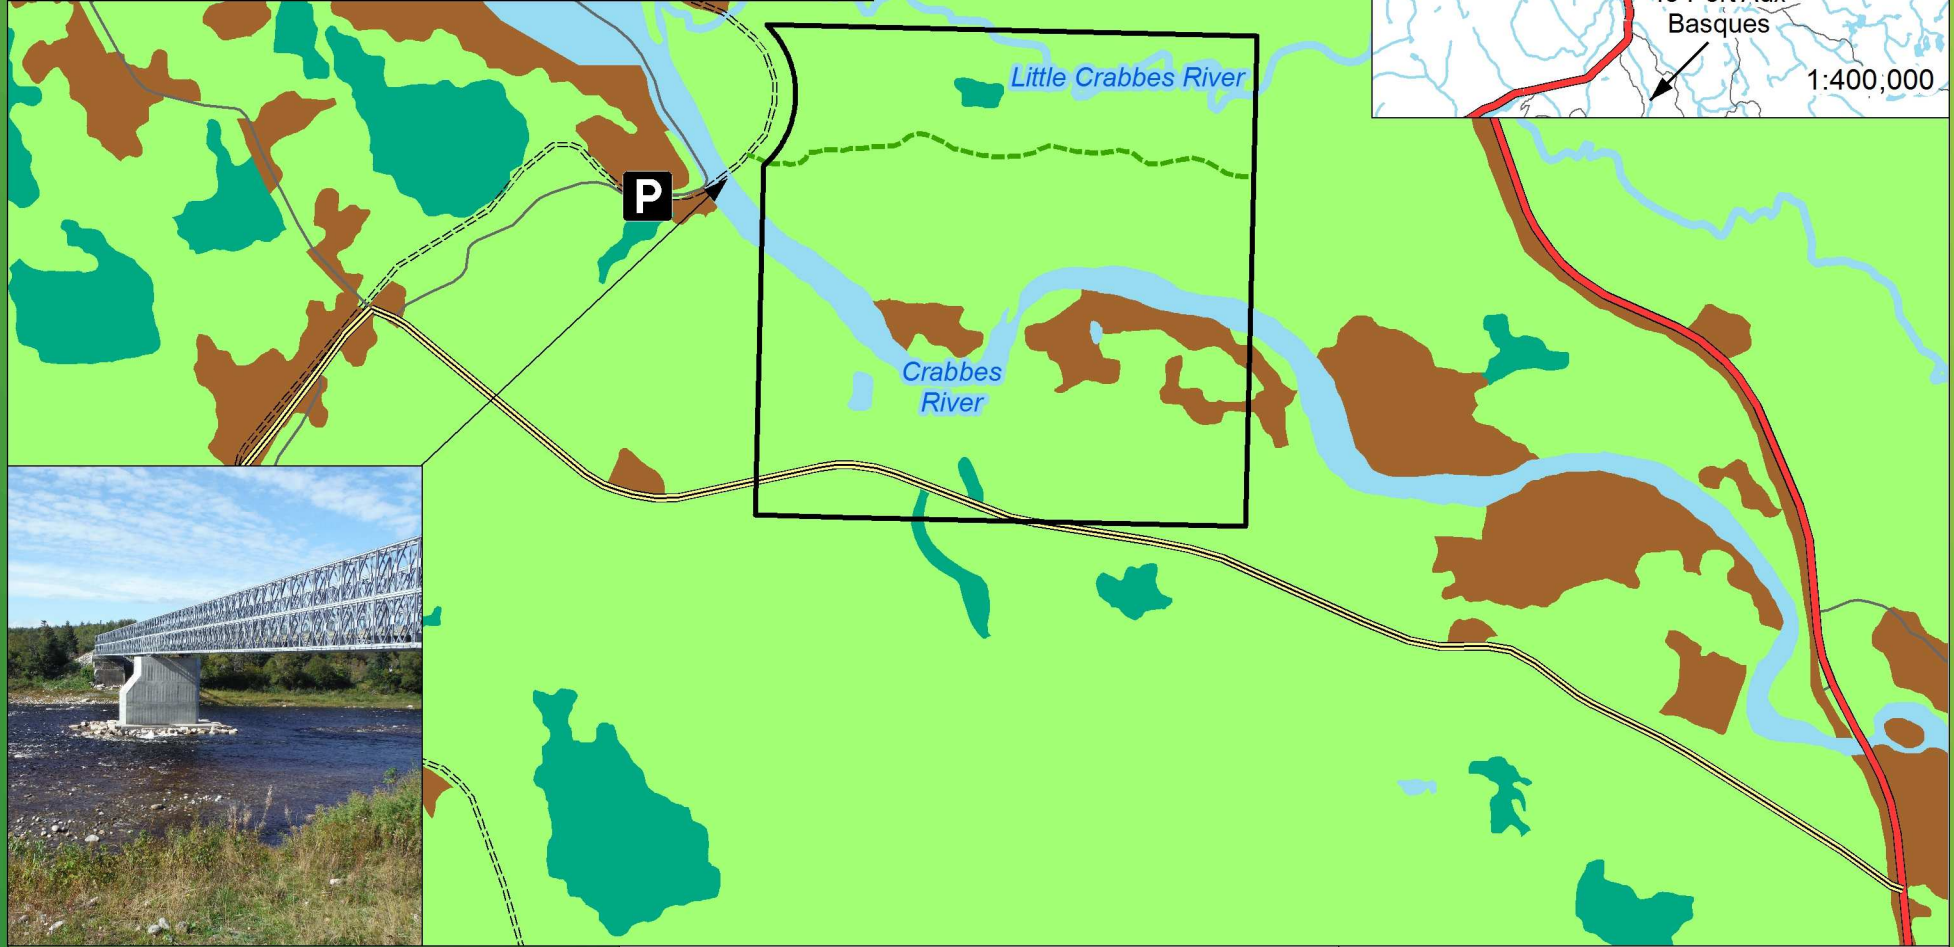 Basques
1:400,000
Little Crabbes River
P
Crabbes
River